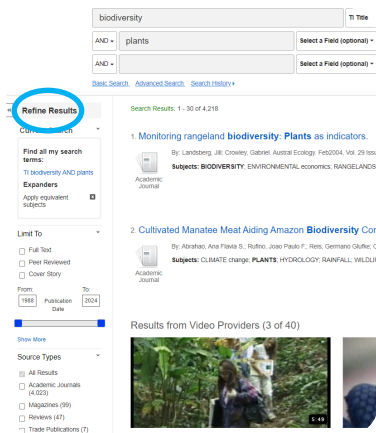 biodiversity
TI Title
AND
plants
Select a Field (optional)
AND
Select a Field (optional)
Basic Search Advanced Search Search History
Refine Results
Current Search
Find all my search terms:
TI biodiversity AND plants
Expanders
Apply equivalent subjects
Limit To
Full Text
Peer Reviewed
Cover Story
From:
To:
1988
Publication Date
2024
Show More
Source Types
All Results
Academic Journals (4,023)
Magazines (99)
Reviews (47)
Trade Publications (7)
Search Results: 1 - 30 of 4,218
1. Monitoring rangeland biodiversity: Plants as indicators.
By: Landsberg, Jill; Crowley, Gabriel. Austral Ecology. Feb2004, Vol. 29
Subjects: BIODIVERSITY; ENVIRONMENTAL economics; RANGELANDS
Academic Journal
2. Cultivated Manatee Meat Aiding Amazon Biodiversity
By: Abrahao, Ana Flavia S.; Rufino, Joao Paulo F.; Reis, Germano Glufke;
Subjects: CLIMATE change; PLANTS; HYDROLOGY; RAINFALL;
Academic Journal
Results from Video Providers (3 of 40)
5:49